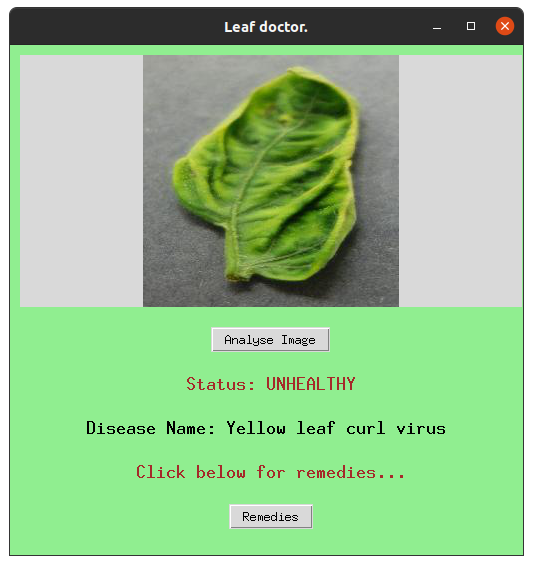 Leaf doctor.
Analyse Image
Status: UNHEALTHY
Disease Name: Yellow leaf curl virus
Click below for remedies...
Remedies